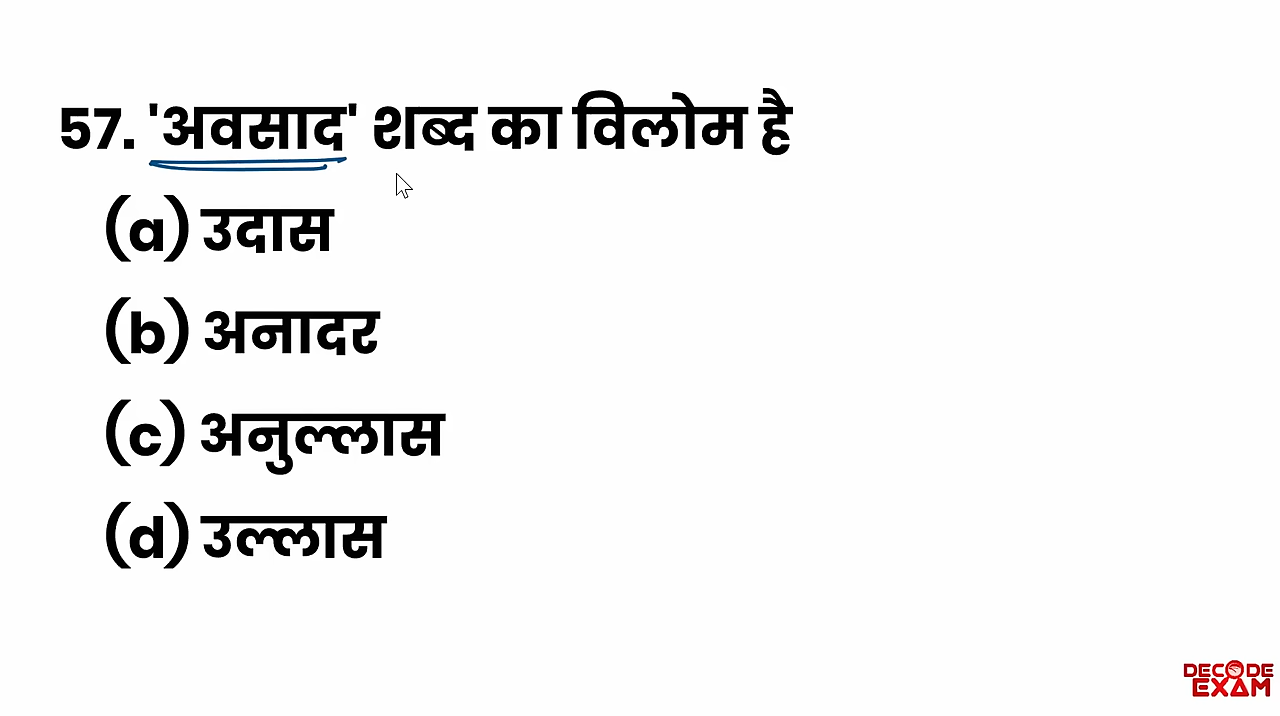 57. 'अवसाद' शब्द का विलोम है
(a) उदास
(b) अनादर
(c) अनुल्लास
(d) उल्लास
DECODE
EXAM